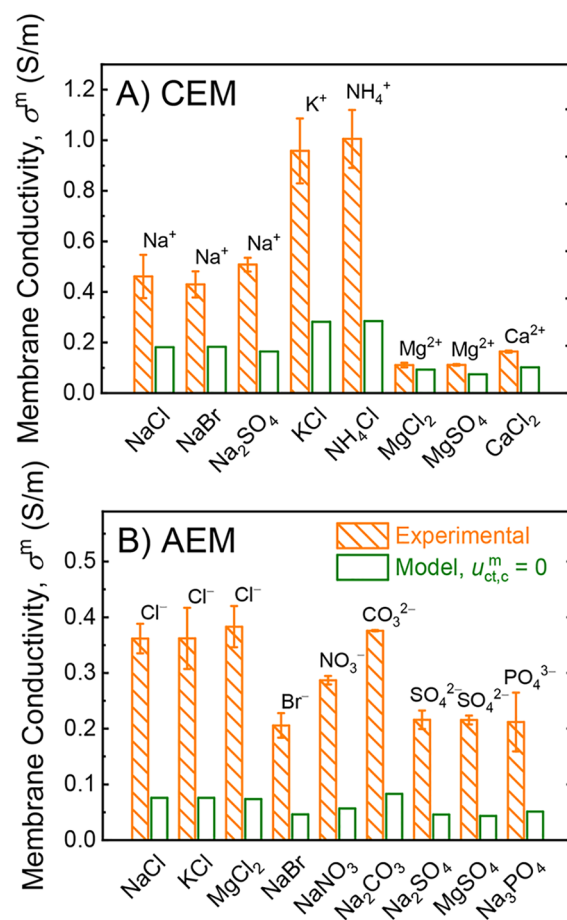 A) CEM
Membrane Conductivity, σᵐ (S/m)
1.2
1.0
0.8
0.6
0.4
0.2
0.0
Na⁺
Na⁺
Na⁺
K⁺
NH₄⁺
Mg²⁺
Mg²⁺
Ca²⁺
NaCl
NaBr
Na₂SO₄
KCl
NH₄Cl
MgCl₂
MgSO₄
CaCl₂
B) AEM
Experimental
Model, uᵐct,c = 0
Membrane Conductivity, σᵐ (S/m)
0.5
0.4
0.3
0.2
0.1
0.0
Cl⁻
Cl⁻
Cl⁻
Br⁻
NO₃⁻
CO₃²⁻
SO₄²⁻
SO₄²⁻
PO₄³⁻
NaCl
KCl
MgCl₂
NaBr
NaNO₃
Na₂CO₃
Na₂SO₄
MgSO₄
Na₃PO₄